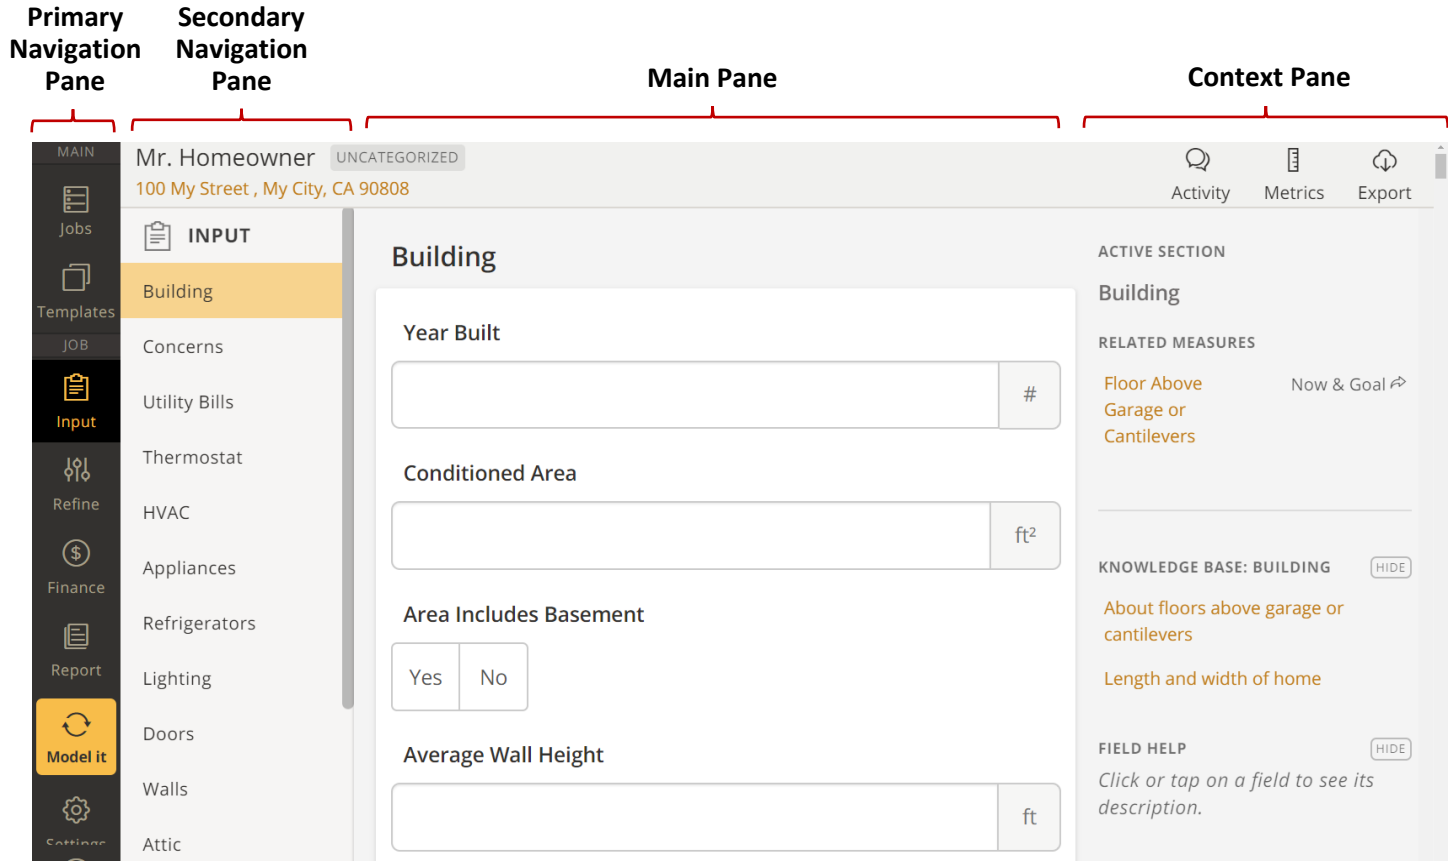 Primary
Navigation
Pane
Secondary
Navigation
Pane
Main Pane
Context Pane
MAIN
Jobs
Templates
JOB
Input
Refine
Finance
Report
Model it
Settings
Mr. Homeowner UNCATEGORIZED
100 My Street , My City, CA 90808
Activity
Metrics
Export
INPUT
Building
Concerns
Utility Bills
Thermostat
HVAC
Appliances
Refrigerators
Lighting
Doors
Walls
Attic
Building
Year Built
#
Conditioned Area
ft²
Area Includes Basement
Yes No
Average Wall Height
ft
ACTIVE SECTION
Building
RELATED MEASURES
Floor Above Now & Goal
Garage or
Cantilevers
KNOWLEDGE BASE: BUILDING HIDE
About floors above garage or
cantilevers
Length and width of home
FIELD HELP HIDE
Click or tap on a field to see its
description.